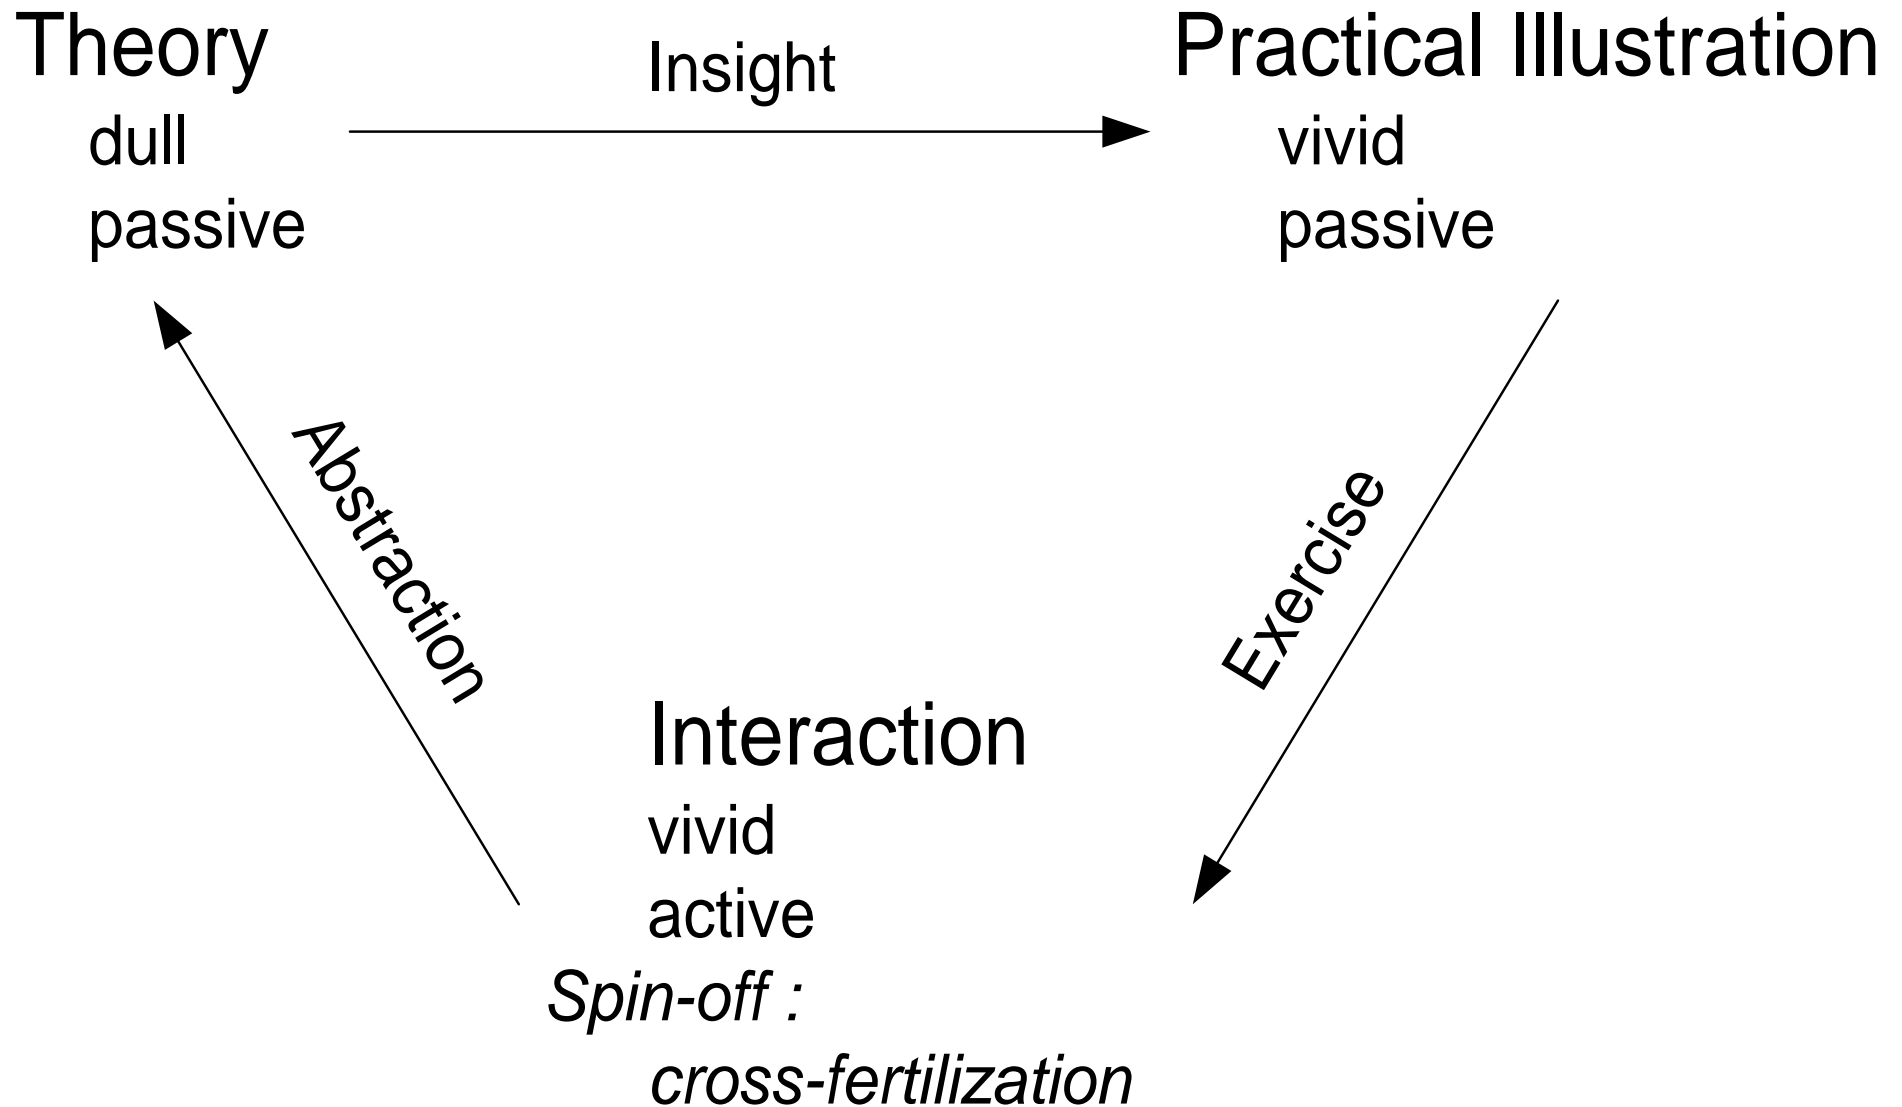 Theory
dull
passive
Insight
Practical Illustration
vivid
passive
Abstraction
Exercise
Interaction
vivid
active
Spin-off :
cross-fertilization